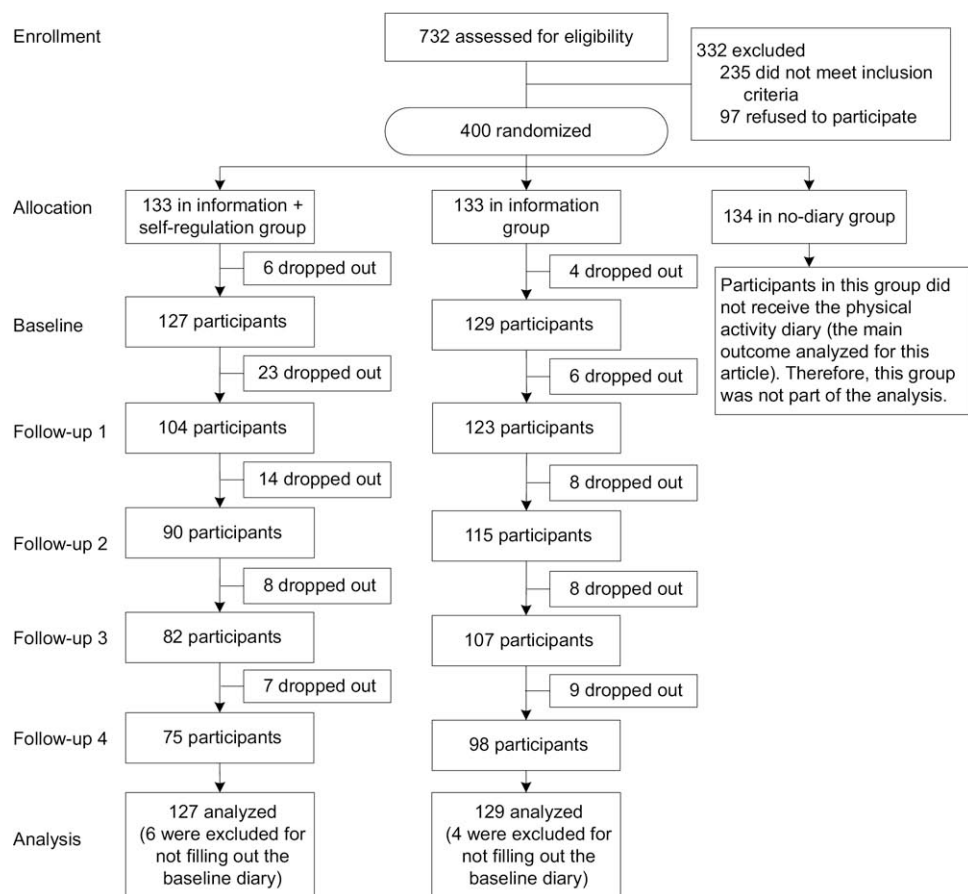 Enrollment
732 assessed for eligibility
332 excluded
235 did not meet inclusion
criteria
97 refused to participate
400 randomized
Allocation
133 in information +
self-regulation group
133 in information
group
134 in no-diary group
6 dropped out
4 dropped out
Participants in this group did
not receive the physical
activity diary (the main
outcome analyzed for this
article). Therefore, this group
was not part of the analysis.
Baseline
127 participants
129 participants
23 dropped out
6 dropped out
Follow-up 1
104 participants
123 participants
14 dropped out
8 dropped out
Follow-up 2
90 participants
115 participants
8 dropped out
8 dropped out
Follow-up 3
82 participants
107 participants
7 dropped out
9 dropped out
Follow-up 4
75 participants
98 participants
Analysis
127 analyzed
(6 were excluded for
not filling out the
baseline diary)
129 analyzed
(4 were excluded for
not filling out the
baseline diary)